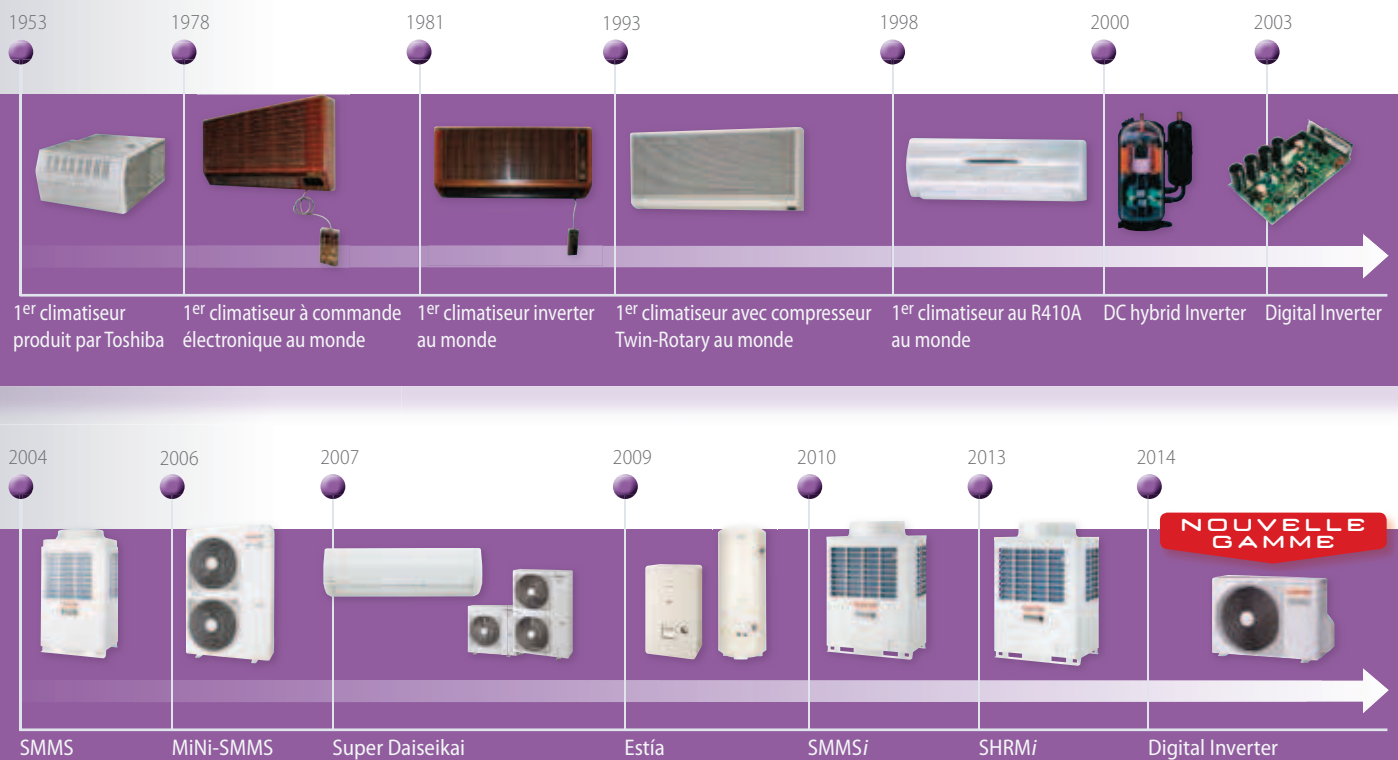 1953 1978 1981 1993 1998 2000 2003
1er climatiseur
produit par Toshiba
1er climatiseur à commande
électronique au monde
1er climatiseur inverter
au monde
1er climatiseur avec compresseur
Twin-Rotary au monde
1er climatiseur au R410A
au monde
DC hybrid Inverter
Digital Inverter
2004 2006 2007 2009 2010 2013 2014
NOUVELLE
GAMME
SMMS
MiNi-SMMS
Super Daiseikai
Estía
SMMSi
SHRMi
Digital Inverter